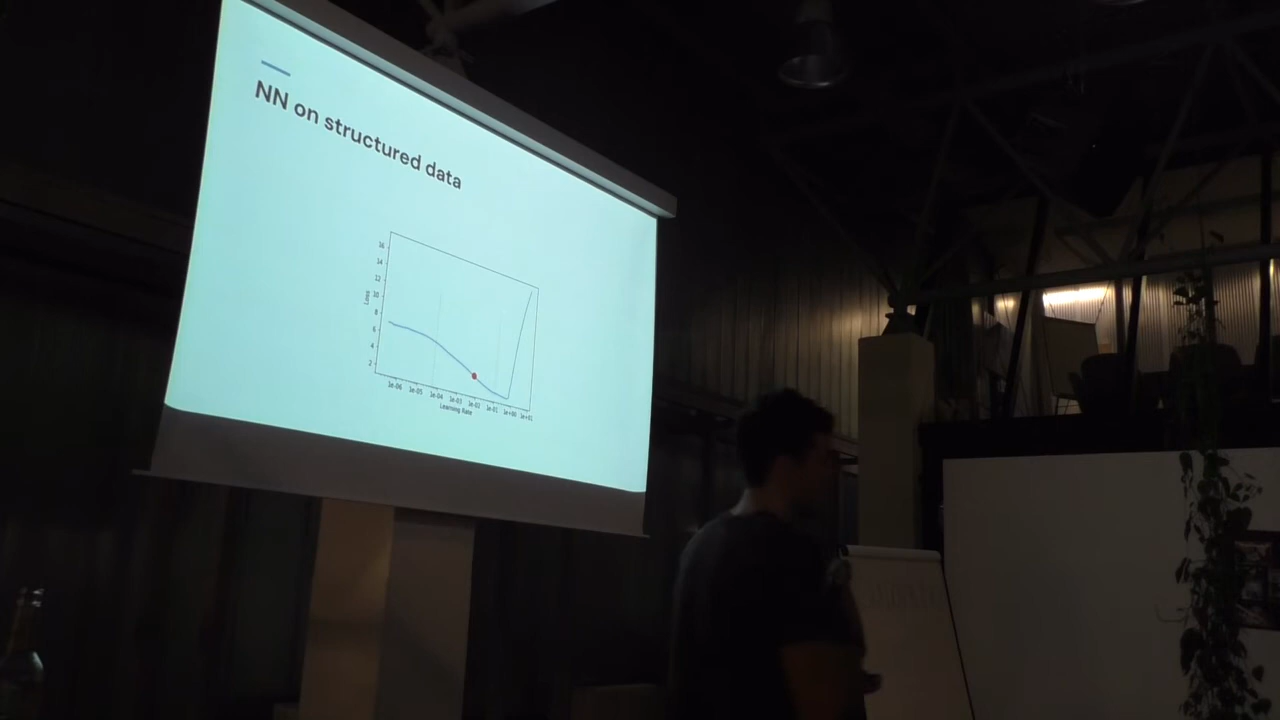 NN on structured data
16
14
12
10
8
6
4
2
Loss
1e-06 1e-05 1e-04 1e-03 1e-02 1e-01 1e+00 1e+01
Learning Rate